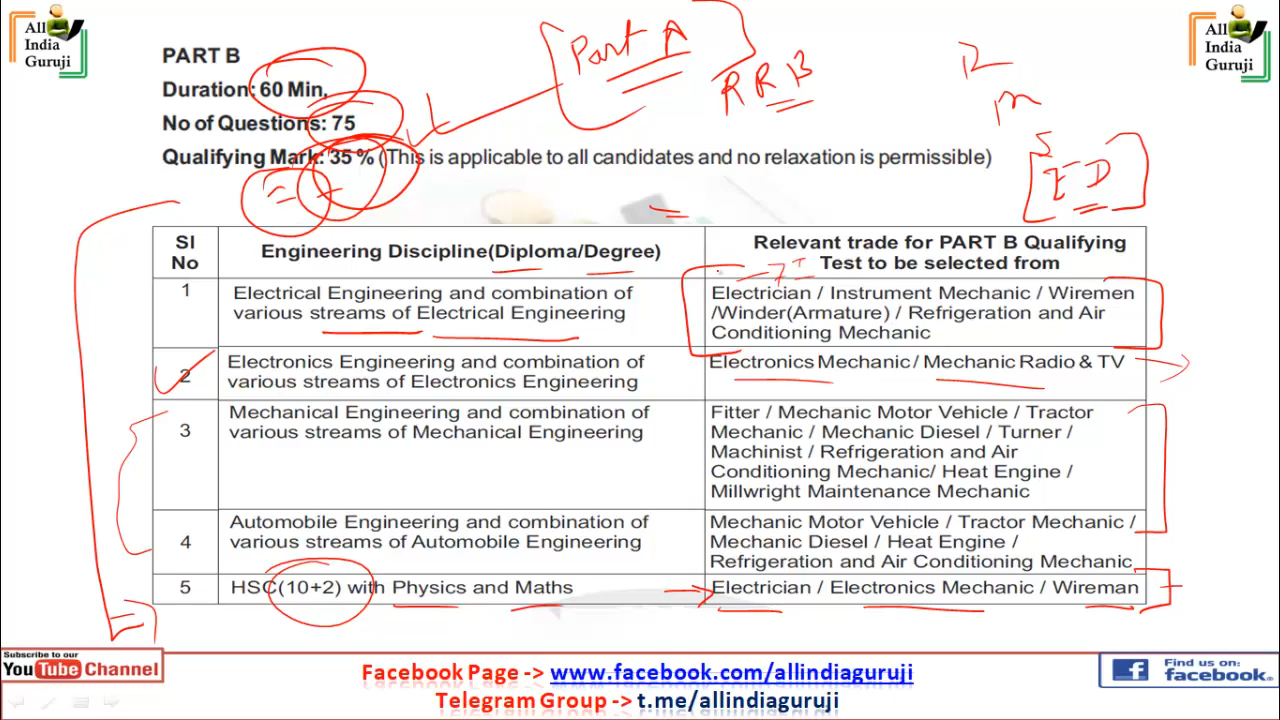 All
India
Guruji
All
India
Guruji
PART B
Duration: 60 Min.
No of Questions: 75
Qualifying Mark: 35 % (This is applicable to all candidates and no relaxation is permissible)
Part A
R R B
R
m
ED
SI No
Engineering Discipline(Diploma/Degree)
Relevant trade for PART B Qualifying
Test to be selected from
1
Electrical Engineering and combination of
various streams of Electrical Engineering
Electrician / Instrument Mechanic / Wiremen
/Winder(Armature) / Refrigeration and Air
Conditioning Mechanic
2
Electronics Engineering and combination of
various streams of Electronics Engineering
Electronics Mechanic / Mechanic Radio & TV
3
Mechanical Engineering and combination of
various streams of Mechanical Engineering
Fitter / Mechanic Motor Vehicle / Tractor
Mechanic / Mechanic Diesel / Turner /
Machinist / Refrigeration and Air
Conditioning Mechanic/ Heat Engine /
Millwright Maintenance Mechanic
4
Automobile Engineering and combination of
various streams of Automobile Engineering
Mechanic Motor Vehicle / Tractor Mechanic /
Mechanic Diesel / Heat Engine /
Refrigeration and Air Conditioning Mechanic
5
HSC(10+2) with Physics and Maths
Electrician / Electronics Mechanic / Wireman
Subscribe to our
You Tube Channel
Facebook Page -> www.facebook.com/allindiaguruji
Telegram Group -> t.me/allindiaguruji
Find us on:
facebook.